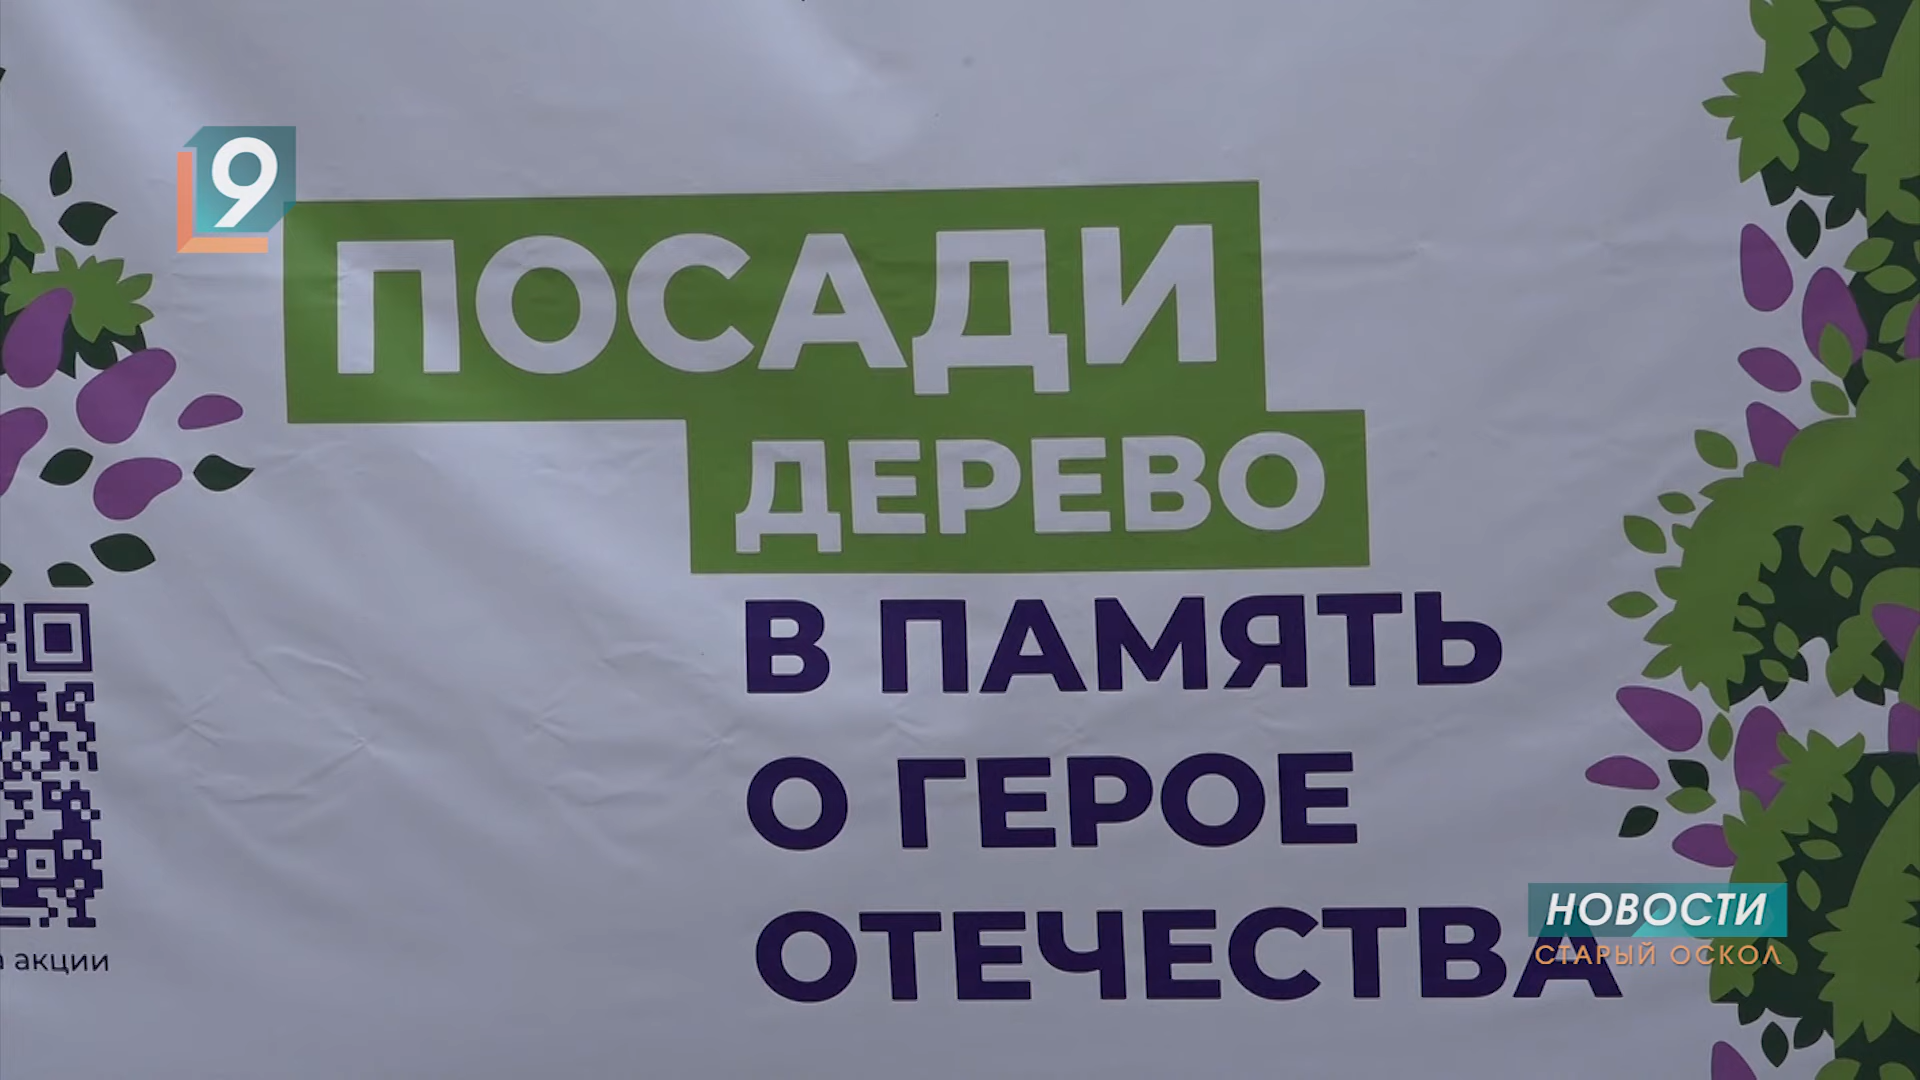 9
ПОСАДИ
ДЕРЕВО
В ПАМЯТЬ
О ГЕРОЕ
ОТЕЧЕСТВА
акции
НОВОСТИ
СТАРЫЙ ОСКОЛ